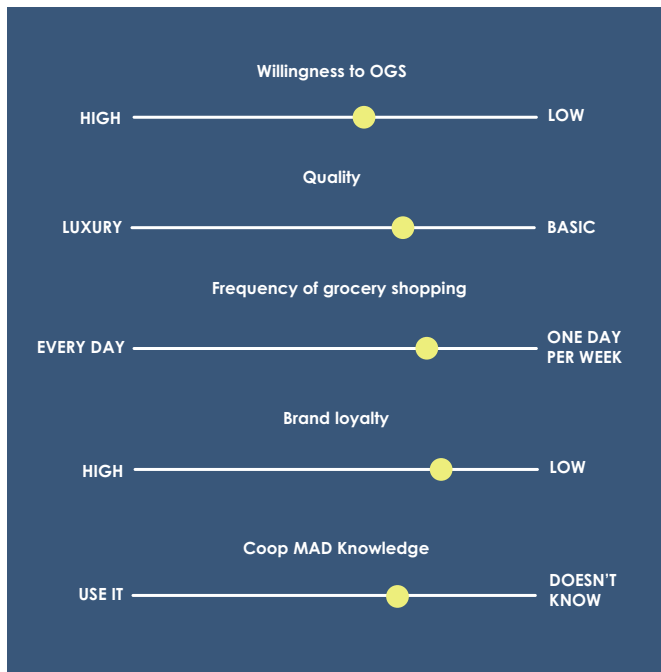 Willingness to OGS
HIGH
LOW
Quality
LUXURY
BASIC
Frequency of grocery shopping
EVERY DAY
ONE DAY
PER WEEK
Brand loyalty
HIGH
LOW
Coop MAD Knowledge
USE IT
DOESN'T
KNOW